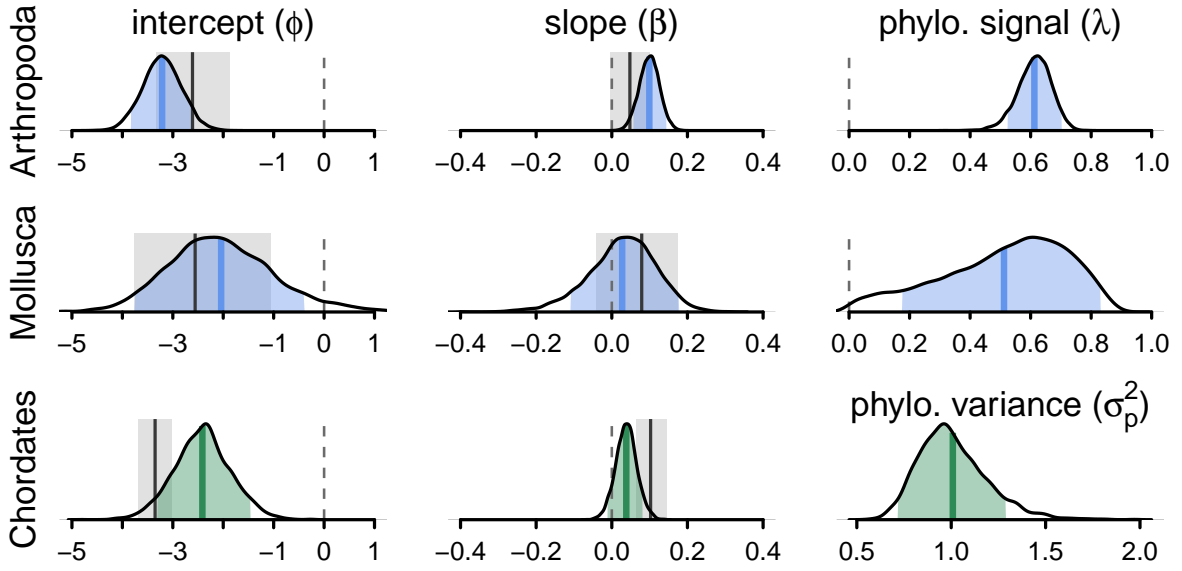 intercept (ϕ) slope (β) phylo. signal (λ)
Arthropoda
−5 −3 −1 0 1 −0.4 −0.2 0.0 0.2 0.4 0.0 0.2 0.4 0.6 0.8 1.0
Mollusca
−5 −3 −1 0 1 −0.4 −0.2 0.0 0.2 0.4 0.0 0.2 0.4 0.6 0.8 1.0
phylo. variance (σ²ₚ)
Chordates
−5 −3 −1 0 1 −0.4 −0.2 0.0 0.2 0.4 0.5 1.0 1.5 2.0